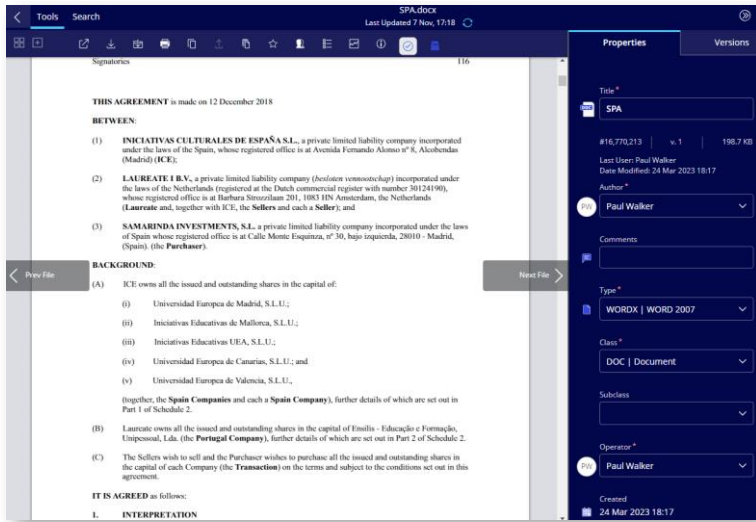 SPA.docx
Tools Search
Last Updated 7 Nov, 17:18
Properties Versions
Signatories 116
THIS AGREEMENT is made on 12 December 2018
BETWEEN:
(1) INICIATIVAS CULTURALES DE ESPAÑA S.L., a private limited liability company incorporated
under the laws of the Spain, whose registered office is at Avenida Fernando Alonso nº 8, Alcobendas
(Madrid) (ICE);
(2) LAUREATE I B.V., a private limited liability company (besloten vennootschap) incorporated under
the laws of the Netherlands (registered at the Dutch commercial register with number 30124190),
whose registered office is at Barbara Strozzilaan 201, 1083 HN Amsterdam, the Netherlands
(Laureate and, together with ICE, the Sellers and each a Seller); and
(3) SAMARINDA INVESTMENTS, S.L. a private limited liability company incorporated under the laws
of Spain whose registered office is at Calle Monte Esquinza, nº 30, bajo izquierda, 28010 - Madrid,
(Spain). (the Purchaser).
BACKGROUND:
(A) ICE owns all the issued and outstanding shares in the capital of:
(i) Universidad Europea de Madrid, S.L.U.;
(ii) Iniciativas Educativas de Mallorca, S.L.U.;
(iii) Iniciativas Educativas UEA, S.L.U.;
(iv) Universidad Europea de Canarias, S.L.U.; and
(v) Universidad Europea de Valencia, S.L.U.,
(together, the Spain Companies and each a Spain Company), further details of which are set out in
Part 1 of Schedule 2.
(B) Laureate owns all the issued and outstanding shares in the capital of Ensilis - Educação e Formação,
Unipessoal, Lda. (the Portugal Company), further details of which are set out in Part 2 of Schedule 2.
(C) The Sellers wish to sell and the Purchaser wishes to purchase all the issued and outstanding shares in
the capital of each Company (the Transaction) on the terms and subject to the conditions set out in this
agreement.
IT IS AGREED as follows:
1. INTERPRETATION
Prev File
Next File
Title *
DOC
SPA
#16,770,213 v. 1 198.7 KB
Last User: Paul Walker
Date Modified: 24 Mar 2023 18:17
Author *
PW Paul Walker
Comments
Type *
WORDX | WORD 2007
Class *
DOC | Document
Subclass
Operator *
PW Paul Walker
Created
24 Mar 2023 18:17